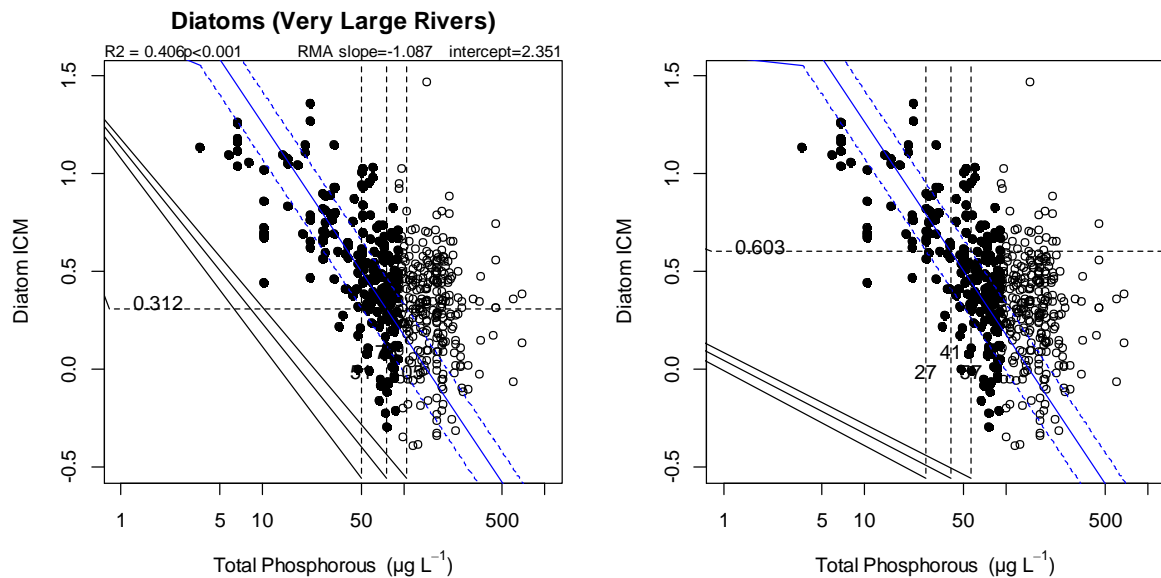 Diatoms (Very Large Rivers)
R2 = 0.406p<0.001 RMA slope=-1.087 intercept=2.351
Diatom ICM
1.5
1.0
0.5
0.0
-0.5
0.312
1 5 10 50 500
Total Phosphorous (µg L−1)
Diatom ICM
1.5
1.0
0.5
0.0
-0.5
0.603
41
27 57
1 5 10 50 500
Total Phosphorous (µg L−1)